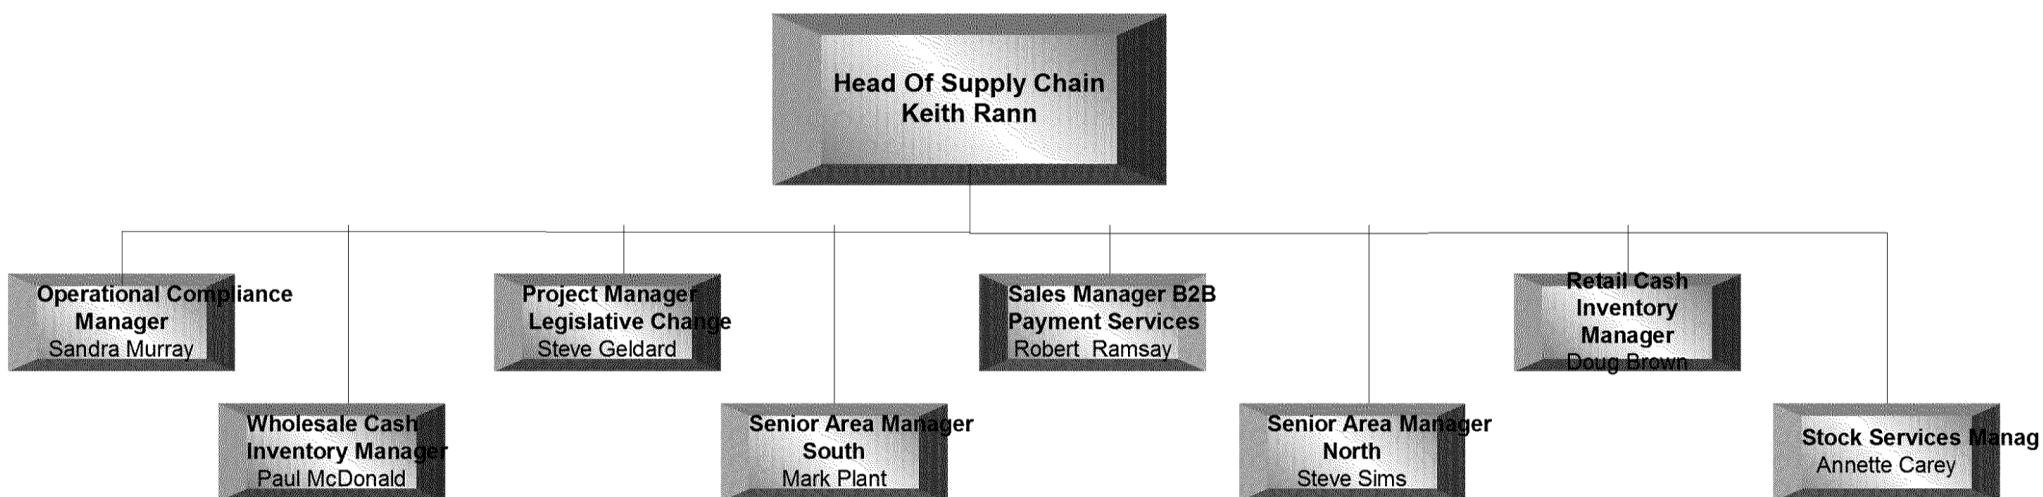 Head Of Supply Chain
Keith Rann
Operational Compliance
Manager
Sandra Murray
Project Manager
Legislative Change
Steve Geldard
Sales Manager B2B
Payment Services
Robert Ramsay
Retail Cash
Inventory
Manager
Doug Brown
Wholesale Cash
Inventory Manager
Paul McDonald
Senior Area Manager
South
Mark Plant
Senior Area Manager
North
Steve Sims
Stock Services Manag
Annette Carey